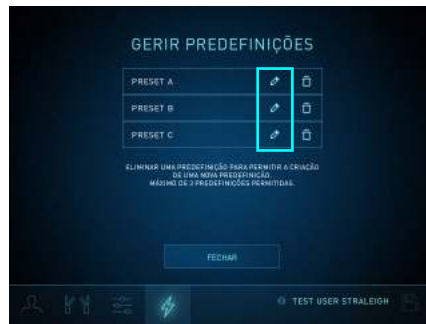 GERIR PREDEFINIÇÕES
PRESET A
PRESET B
PRESET C
ELIMINAR UMA PREDEFINIÇÃO PARA PERMITIR A CRIAÇÃO
DE UMA NOVA PREDEFINIÇÃO.
MÁXIMO DE 3 PREDEFINIÇÕES PERMITIDAS.
FECHAR
TEST USER STRALEIGH